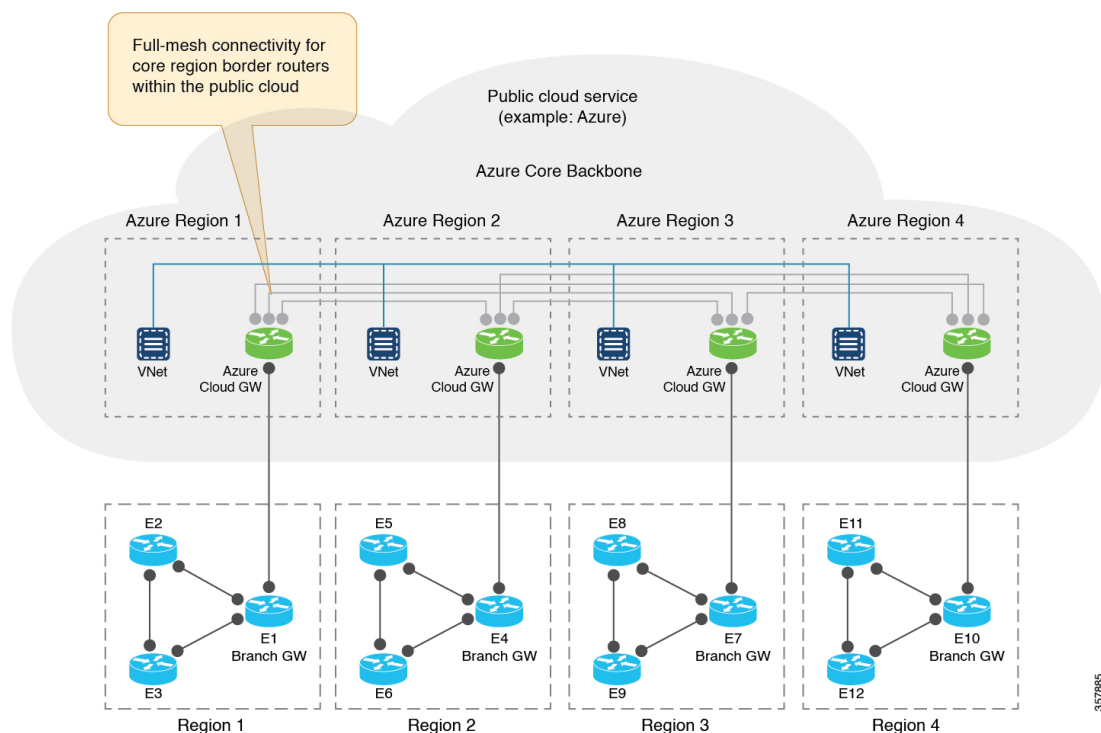 Full-mesh connectivity for
core region border routers
within the public cloud
Public cloud service
(example: Azure)
Azure Core Backbone
Azure Region 1
Azure Region 2
Azure Region 3
Azure Region 4
VNet
Azure
Cloud GW
VNet
Azure
Cloud GW
VNet
Azure
Cloud GW
VNet
Azure
Cloud GW
E2
E1
Branch GW
E3
E5
E4
Branch GW
E6
E8
E7
Branch GW
E9
E11
E10
Branch GW
E12
Region 1
Region 2
Region 3
Region 4
357885